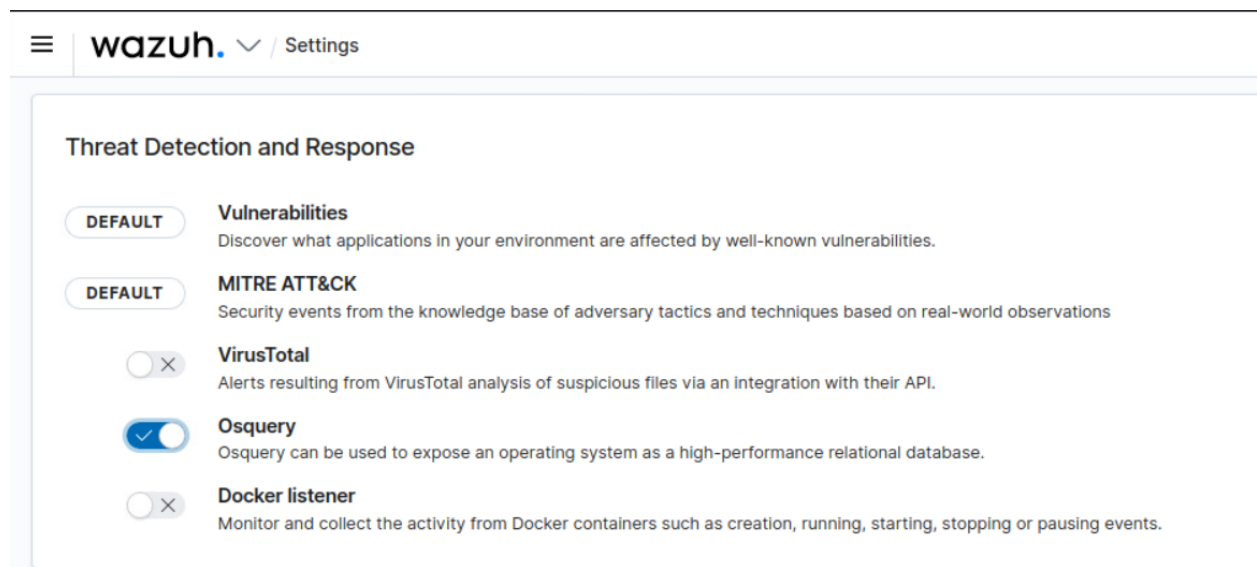 wazuh. / Settings
Threat Detection and Response
DEFAULT
Vulnerabilities
Discover what applications in your environment are affected by well-known vulnerabilities.
DEFAULT
MITRE ATT&CK
Security events from the knowledge base of adversary tactics and techniques based on real-world observations
VirusTotal
Alerts resulting from VirusTotal analysis of suspicious files via an integration with their API.
Osquery
Osquery can be used to expose an operating system as a high-performance relational database.
Docker listener
Monitor and collect the activity from Docker containers such as creation, running, starting, stopping or pausing events.